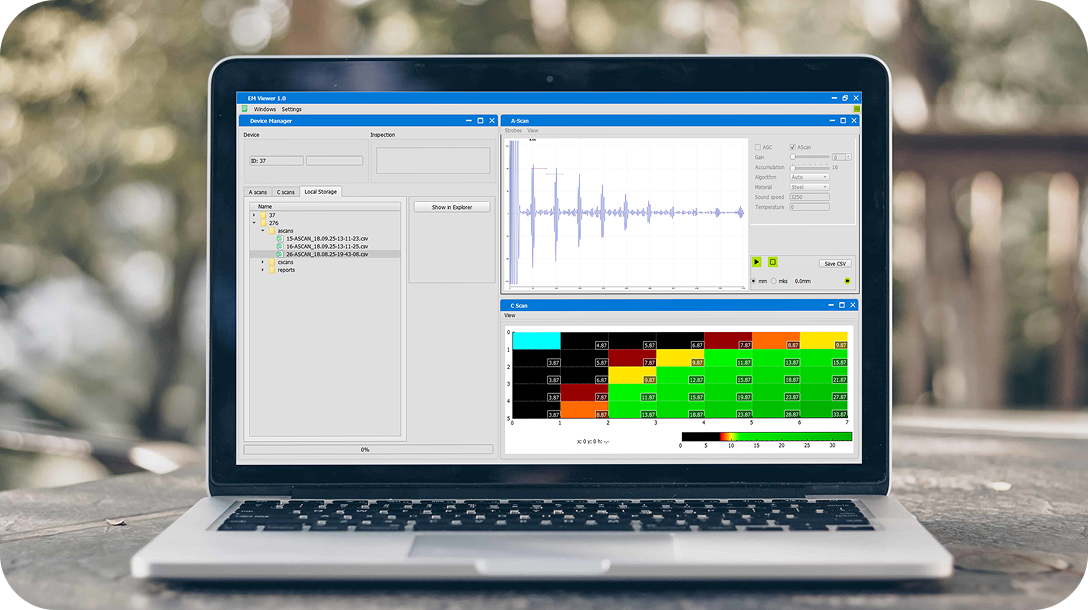 EM Viewer 1.0
Windows Settings
Device Manager
Device
Inspection
ID: 37
A scans C scans Local Storage
Name
37
276
ascans
15-ASCAN_18.09.25-13-11-23.csv
16-ASCAN_18.09.25-13-11-25.csv
26-ASCAN_18.08.25-19-43-08.csv
cscans
reports
Show in Explorer
0%
A-Scan
Strobes View
AGC AScan
Gain 0
Accumulation 16
Algorithm Auto
Material Steel
Sound speed 3250
Temperature 0
Save CSV
mm mks 0.0mm
C Scan
View
0 4.87 5.87 6.87 7.87 8.87 9.87
1 3.87 5.87 7.87 9.87 11.87 13.87 15.87
2 3.87 6.87 9.87 12.87 15.87 18.87 21.87
3 3.87 7.87 11.87 15.87 19.87 23.87 27.87
4 3.87 8.87 13.87 18.87 23.87 28.87 33.87
5
0 1 2 3 4 5 6 7
x: 0 y: 0 h: -.-
0 5 10 15 20 25 30